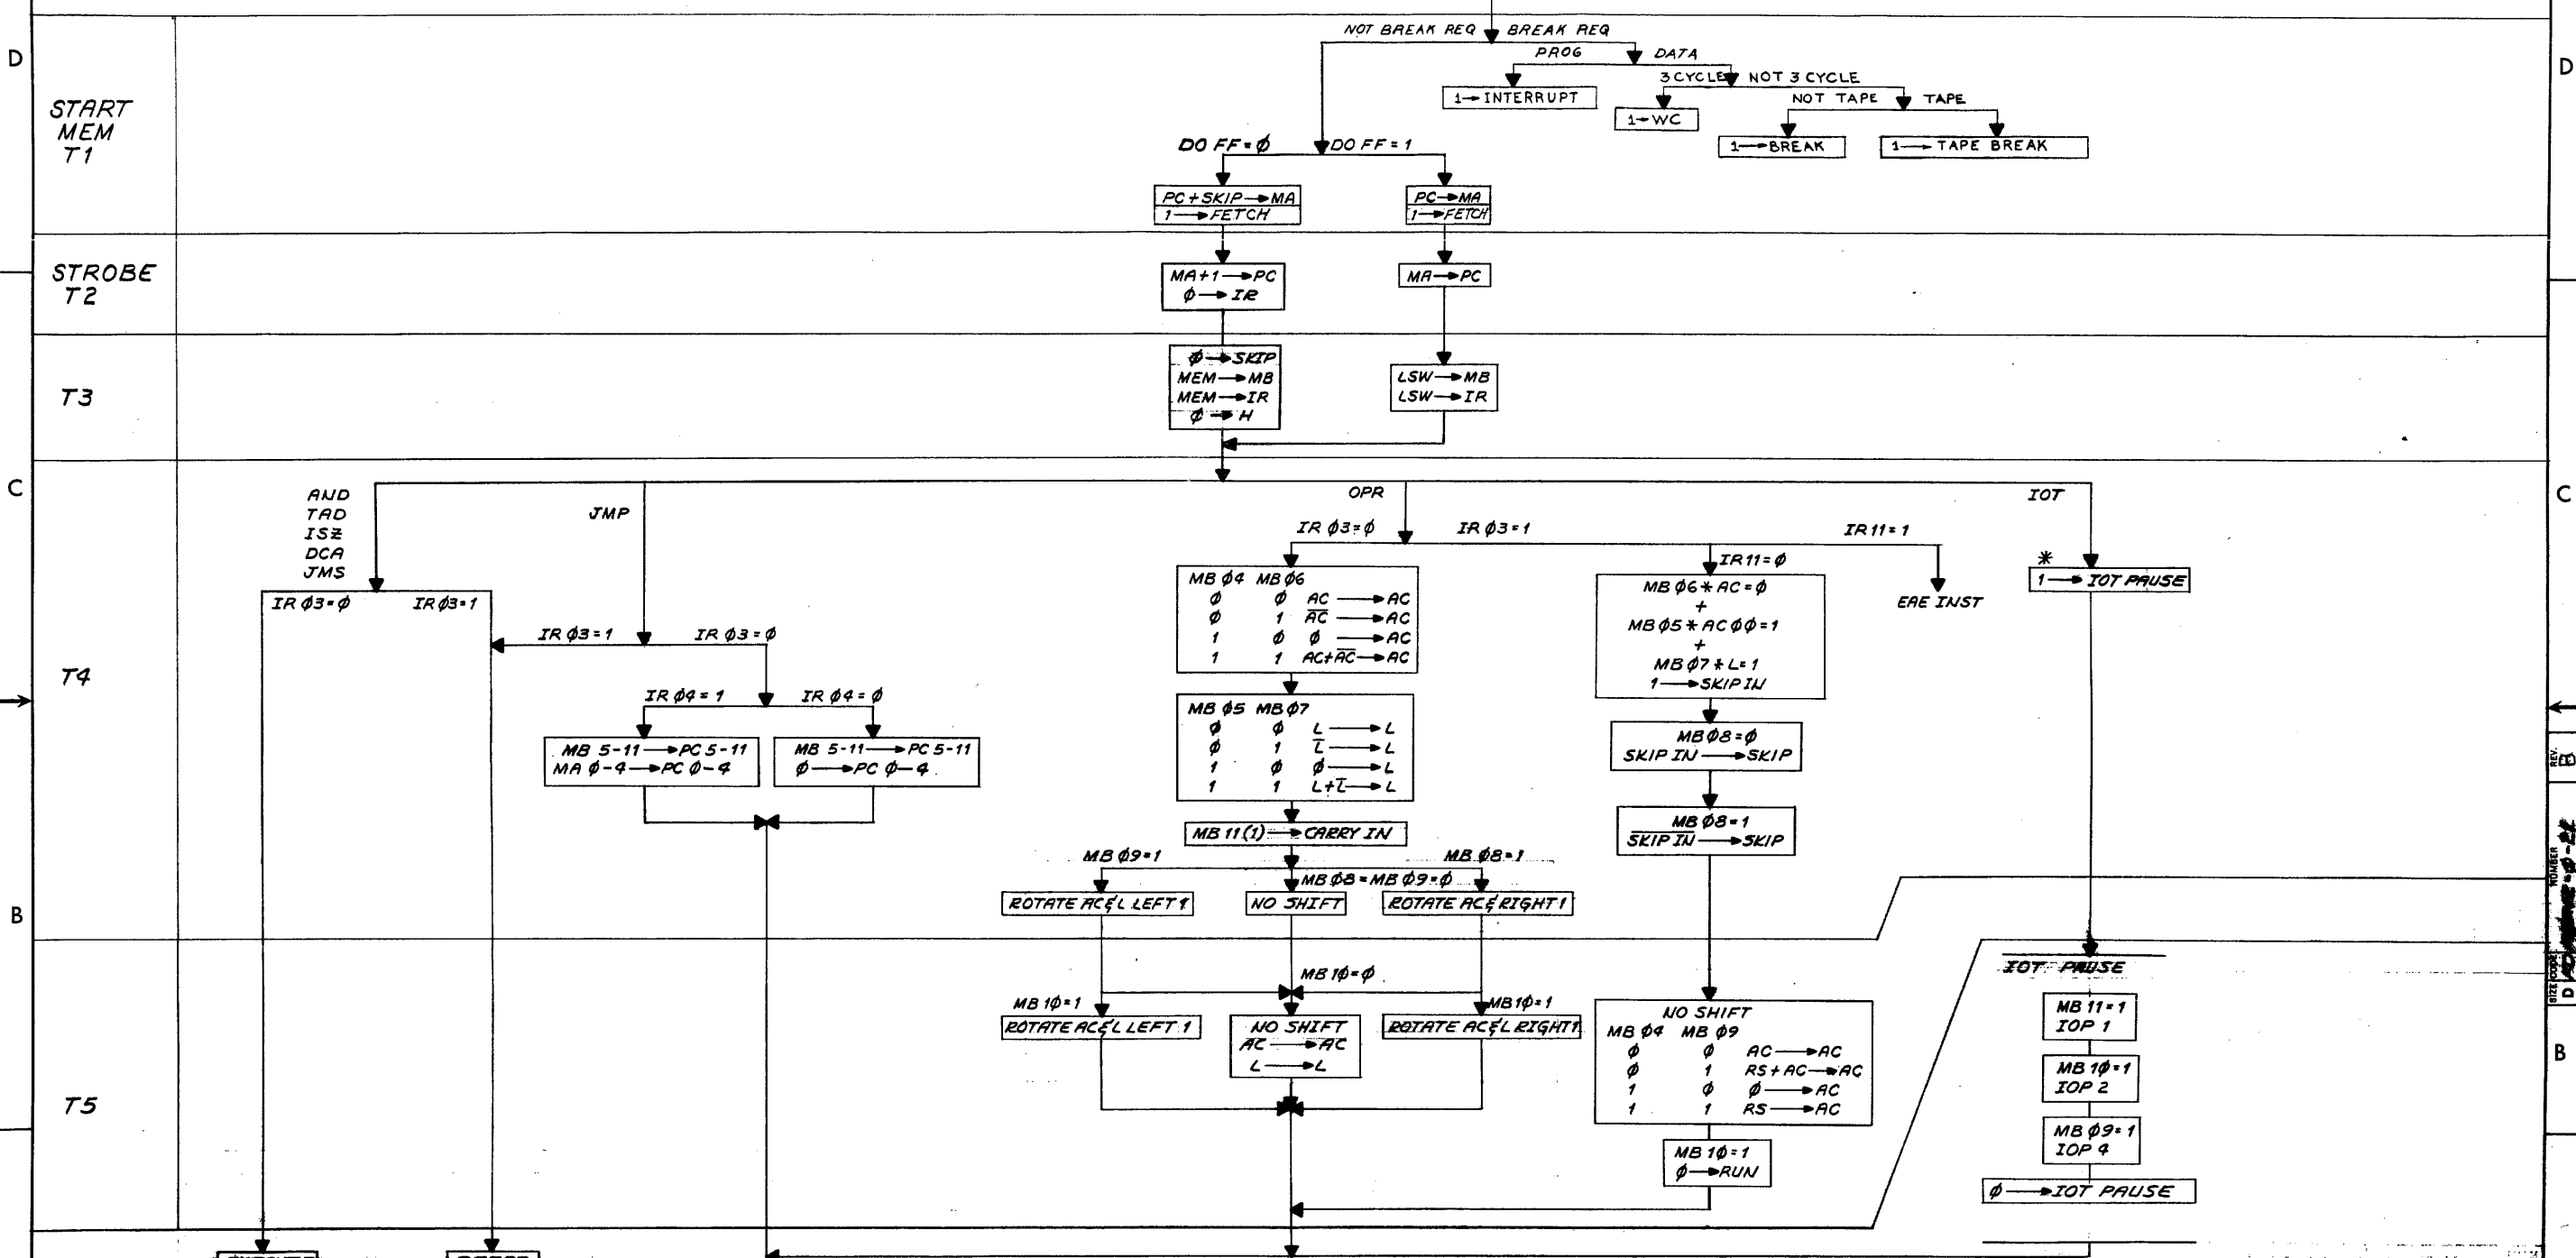 NOT BREAK REQ BREAK REQ
PROG DATA
3 CYCLE NOT 3 CYCLE
1→INTERRUPT
NOT TAPE TAPE
1→WC
1→BREAK
1→TAPE BREAK
D
D
START
MEM
T1
DO FF=Ø DO FF=1
PC+SKIP→MA
1→FETCH
PC→MA
1→FETCH
STROBE
T2
MA+1→PC
Ø→IR
MA→PC
T3
Ø→SKIP
MEM→MB
MEM→IR
Ø→H
LSW→MB
LSW→IR
C
C
AND
TAD
ISZ
DCA
JMS
JMP
OPR
IOT
IR Ø3=Ø IR Ø3=1
IR Ø3=1 IR Ø3=Ø
IR Ø4=1 IR Ø4=Ø
MB 5-11→PC 5-11
MA Ø-4→PC Ø-4
MB 5-11→PC 5-11
Ø→PC Ø-4
T4
IR Ø3=Ø IR Ø3=1 IR 11=1
IR 11=Ø
EAE INST
*
1→IOT PAUSE
MB Ø4 MB Ø6
Ø Ø AC→AC
Ø 1 A̅C̅→AC
1 Ø Ø→AC
1 1 AC+A̅C̅→AC
MB Ø5 MB Ø7
Ø Ø L→L
Ø 1 L̅→L
1 Ø Ø→L
1 1 L+L̅→L
MB 11(1)→CARRY IN
MB Ø9=1 MB Ø8=1
MB Ø8=MB Ø9=Ø
ROTATE AC&L LEFT 1
NO SHIFT
ROTATE AC& RIGHT 1
MB Ø6*AC=Ø
+
MB Ø5*AC ØØ=1
+
MB Ø7*L=1
1→SKIP IN
MB Ø8=Ø
SKIP IN→SKIP
MB Ø8=1
S̅K̅I̅P̅ I̅N̅→SKIP
REV.
E
NUMBER
SIZE CODE
D
B
B
T5
MB 1Ø=Ø
MB 1Ø=1
MB 1Ø=1
ROTATE AC&L LEFT 1
NO SHIFT
A̅C̅→A̅C̅
L→L
ROTATE AC&L RIGHT 1
NO SHIFT
MB Ø4 MB Ø9
Ø Ø AC→AC
Ø 1 RS+AC→AC
1 Ø Ø→AC
1 1 RS→AC
MB 1Ø=1
Ø→RUN
IOT PAUSE
MB 11=1
IOP 1
MB 1Ø=1
IOP 2
MB Ø9=1
IOP 4
Ø→IOT PAUSE